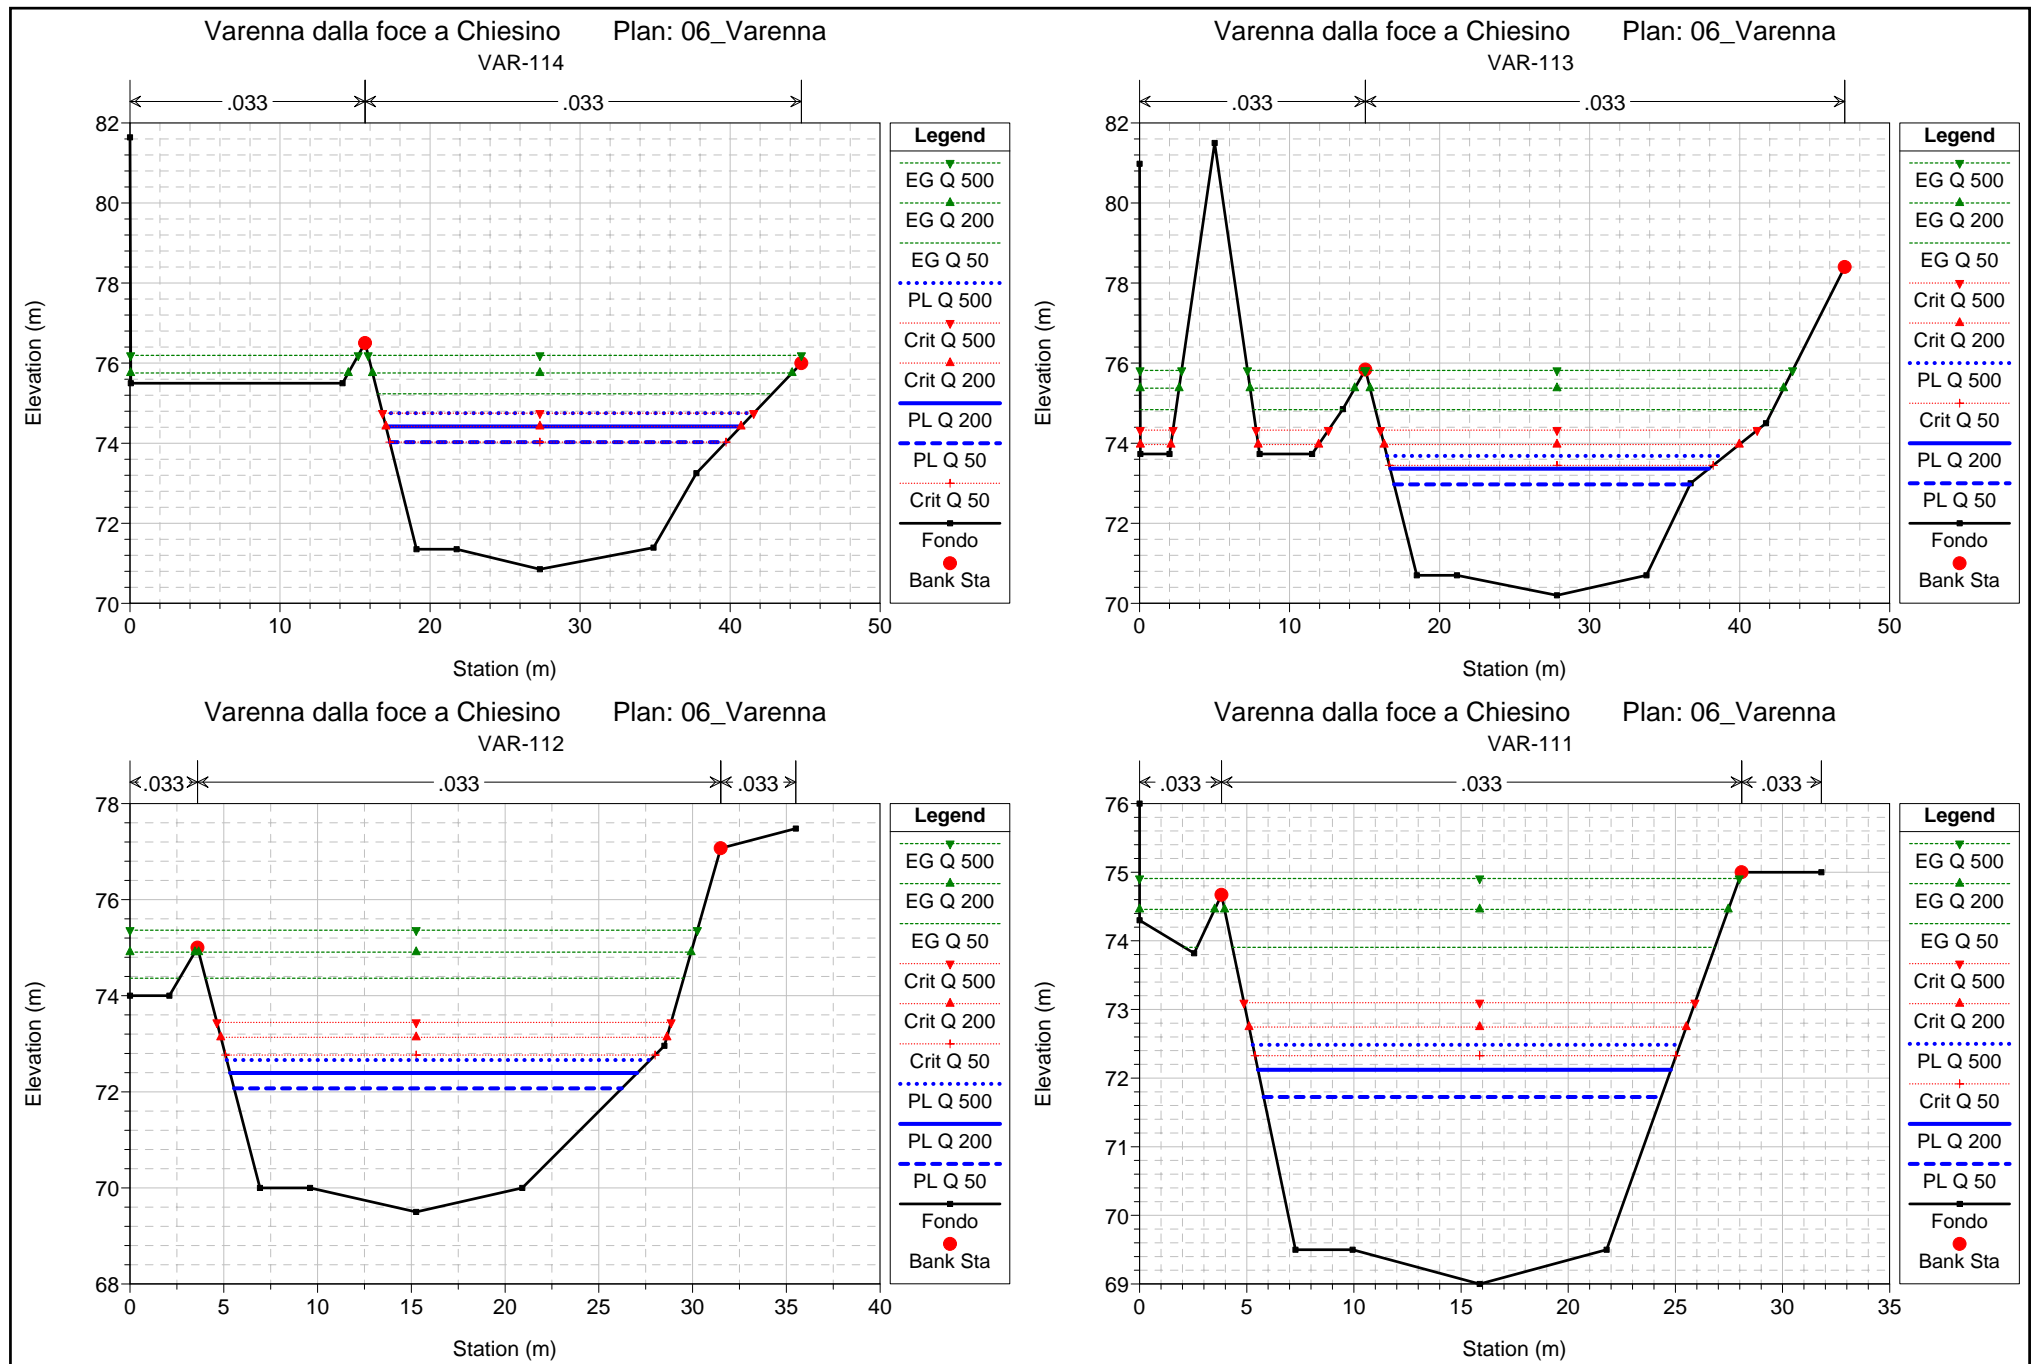 Varenna dalla foce a Chiesino Plan: 06_Varenna
VAR-114
.033 .033
82
80
78
76
74
72
70
0 10 20 30 40 50
Station (m)
Elevation (m)
Legend
EG Q 500
EG Q 200
EG Q 50
PL Q 500
Crit Q 500
Crit Q 200
PL Q 200
PL Q 50
Crit Q 50
Fondo
Bank Sta
Varenna dalla foce a Chiesino Plan: 06_Varenna
VAR-113
.033 .033
82
80
78
76
74
72
70
0 10 20 30 40 50
Station (m)
Elevation (m)
Legend
EG Q 500
EG Q 200
EG Q 50
Crit Q 500
Crit Q 200
PL Q 500
Crit Q 50
PL Q 200
PL Q 50
Fondo
Bank Sta
Varenna dalla foce a Chiesino Plan: 06_Varenna
VAR-112
.033 .033 .033
78
76
74
72
70
68
0 5 10 15 20 25 30 35 40
Station (m)
Elevation (m)
Legend
EG Q 500
EG Q 200
EG Q 50
Crit Q 500
Crit Q 200
Crit Q 50
PL Q 500
PL Q 200
PL Q 50
Fondo
Bank Sta
Varenna dalla foce a Chiesino Plan: 06_Varenna
VAR-111
.033 .033 .033
76
75
74
73
72
71
70
69
0 5 10 15 20 25 30 35
Station (m)
Elevation (m)
Legend
EG Q 500
EG Q 200
EG Q 50
Crit Q 500
Crit Q 200
PL Q 500
Crit Q 50
PL Q 200
PL Q 50
Fondo
Bank Sta